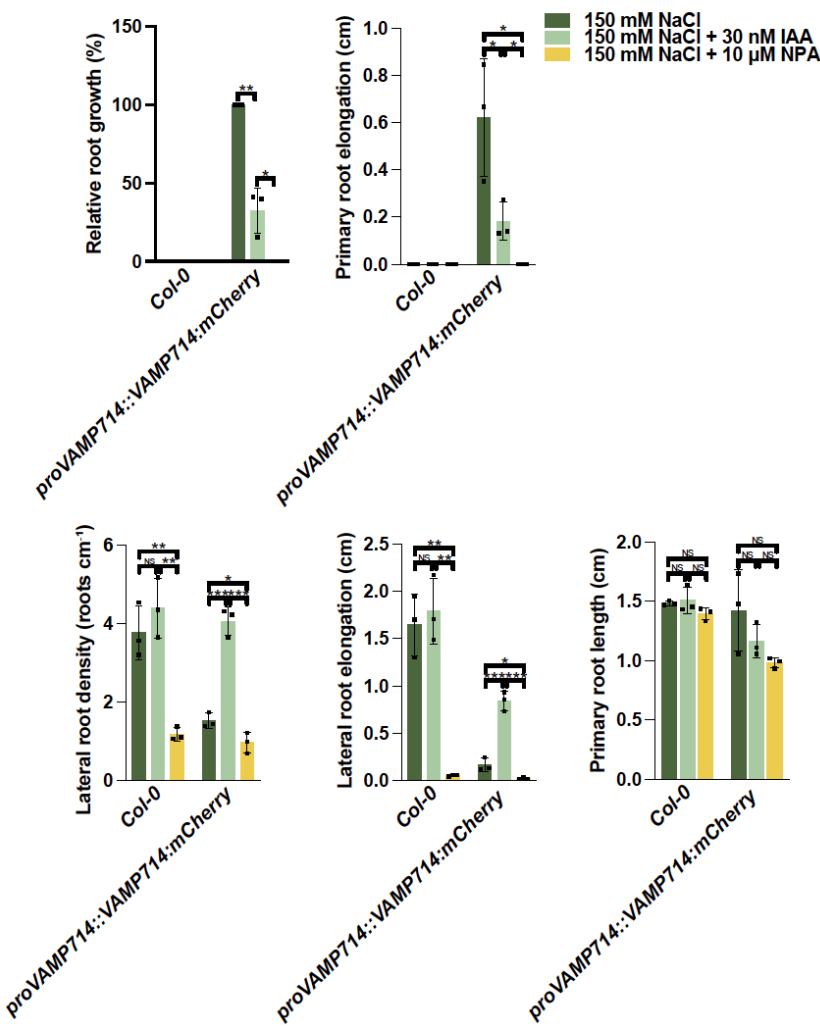 150 mM NaCl
150 mM NaCl + 30 nM IAA
150 mM NaCl + 10 µM NPA
Relative root growth (%)
150
100
50
0
**
*
Col-0
proVAMP714::VAMP714:mCherry
Primary root elongation (cm)
1.0
0.8
0.6
0.4
0.2
0.0
*
* *
Col-0
proVAMP714::VAMP714:mCherry
Lateral root density (roots cm⁻¹)
6
4
2
0
**
NS **
*
******
Col-0
proVAMP714::VAMP714:mCherry
Lateral root elongation (cm)
2.5
2.0
1.5
1.0
0.5
0.0
**
NS **
*
******
Col-0
proVAMP714::VAMP714:mCherry
Primary root length (cm)
2.0
1.5
1.0
0.5
0.0
NS
NS NS
NS
NS NS
Col-0
proVAMP714::VAMP714:mCherry